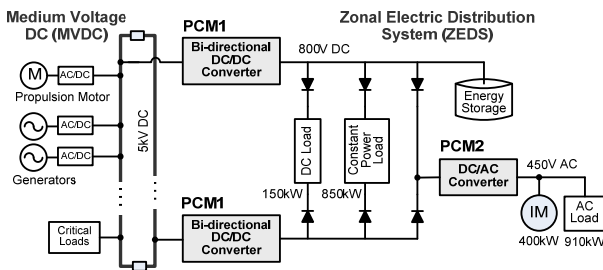 Medium Voltage
DC (MVDC)
Zonal Electric Distribution
System (ZEDS)
PCM1
Bi-directional
DC/DC
Converter
800V DC
M
AC/DC
Propulsion Motor
AC/DC
AC/DC
Generators
5kV DC
Energy
Storage
DC Load
150kW
Constant
Power
Load
850kW
PCM2
DC/AC
Converter
450V AC
IM
400kW
AC
Load
910kW
PCM1
Bi-directional
DC/DC
Converter
Critical
Loads